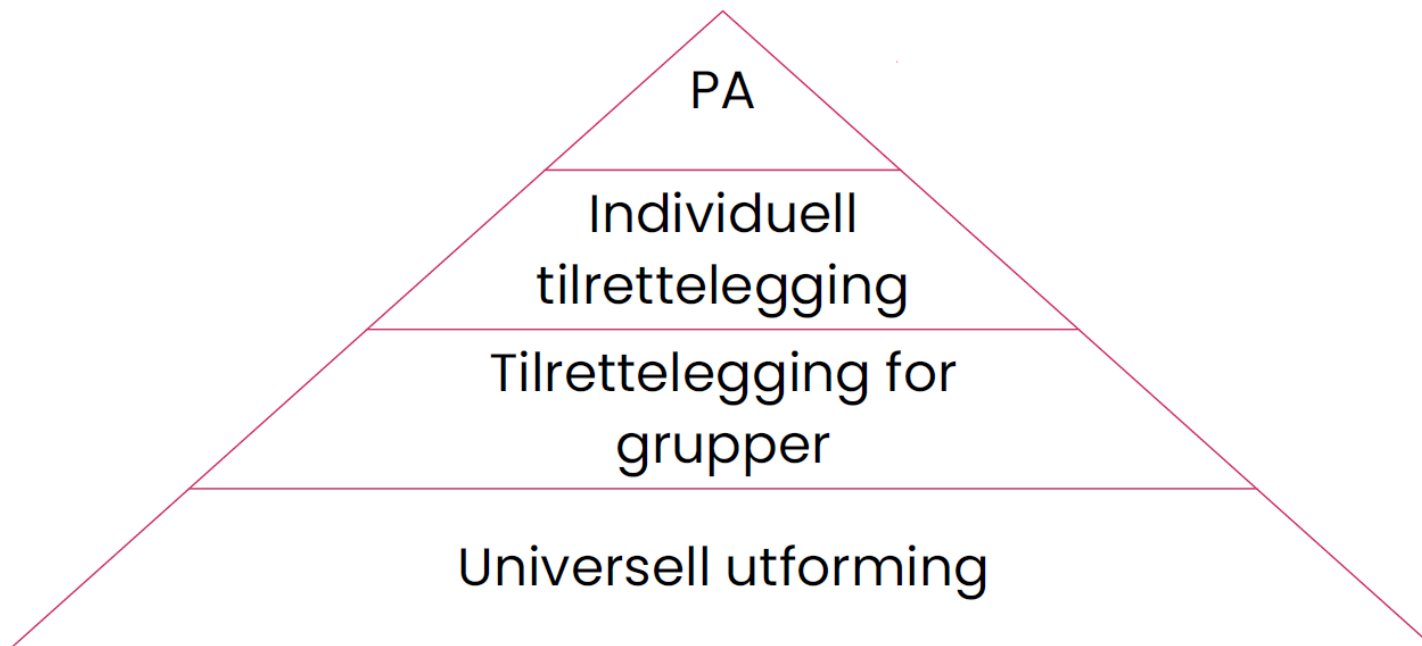 PA
Individuell
tilrettelegging
Tilrettelegging for
grupper
Universell utforming